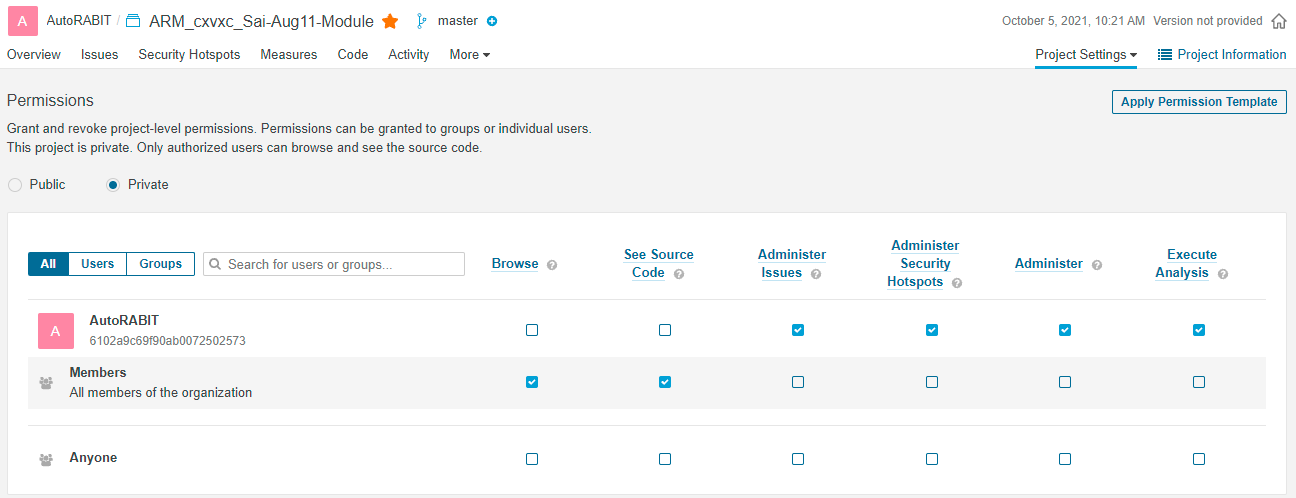 A AutoRABIT / ARM_cxvxc_Sai-Aug11-Module master October 5, 2021, 10:21 AM Version not provided
Overview Issues Security Hotspots Measures Code Activity More Project Settings Project Information
Permissions
Apply Permission Template
Grant and revoke project-level permissions. Permissions can be granted to groups or individual users.
This project is private. Only authorized users can browse and see the source code.
Public Private
All Users Groups Search for users or groups...
Browse ?
See Source
Code ?
Administer
Issues ?
Administer
Security
Hotspots ?
Administer ?
Execute
Analysis ?
A AutoRABIT
6102a9c69f90ab0072502573
Members
All members of the organization
Anyone